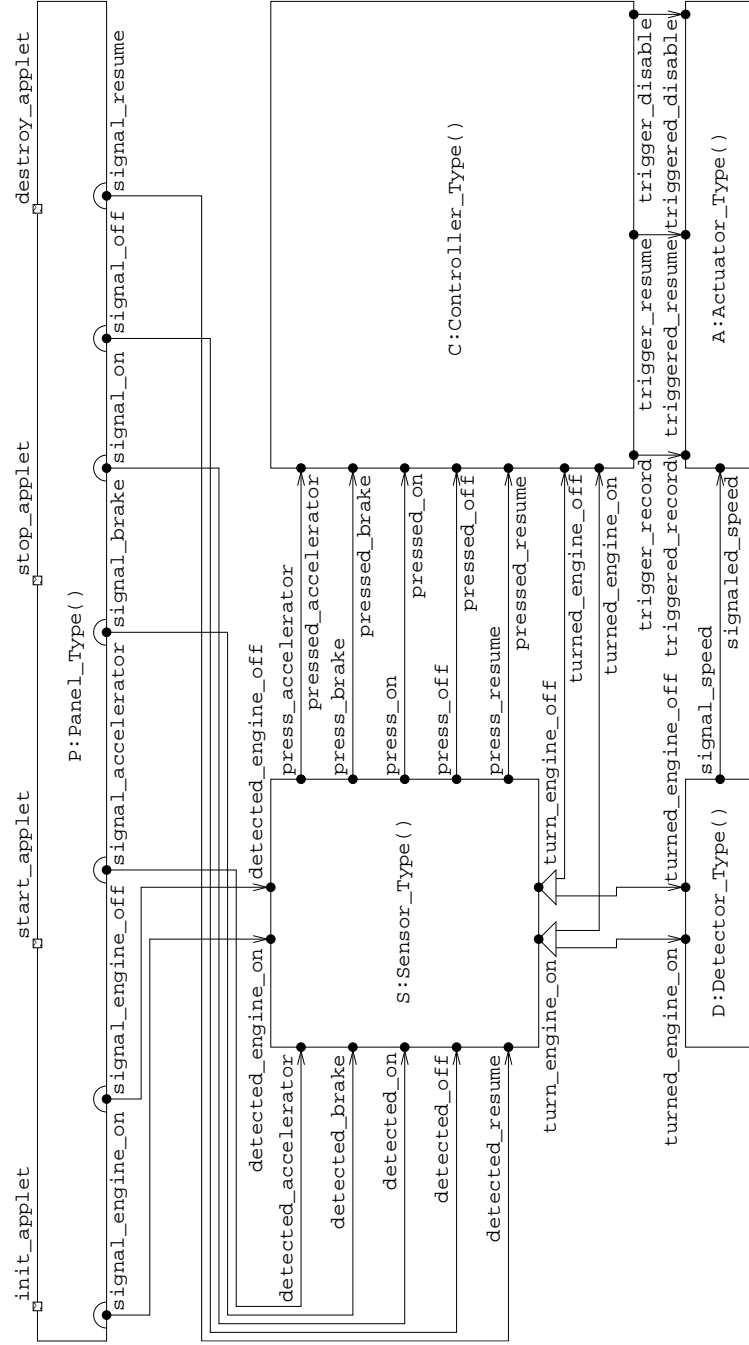 init_applet
start_applet
stop_applet
destroy_applet
P:Panel_Type()
signal_engine_on
signal_engine_off
signal_accelerator
signal_brake
signal_on
signal_off
signal_resume
detected_engine_on
detected_engine_off
detected_accelerator
detected_brake
detected_on
detected_off
detected_resume
S:Sensor_Type()
press_accelerator
pressed_accelerator
press_brake
pressed_brake
press_on
pressed_on
press_off
pressed_off
press_resume
pressed_resume
turn_engine_on
turn_engine_off
turned_engine_off
turned_engine_on
C:Controller_Type()
trigger_record
trigger_resume
trigger_disable
triggered_record
triggered_resume
triggered_disable
turned_engine_on
turned_engine_off
D:Detector_Type()
signal_speed
signaled_speed
A:Actuator_Type()